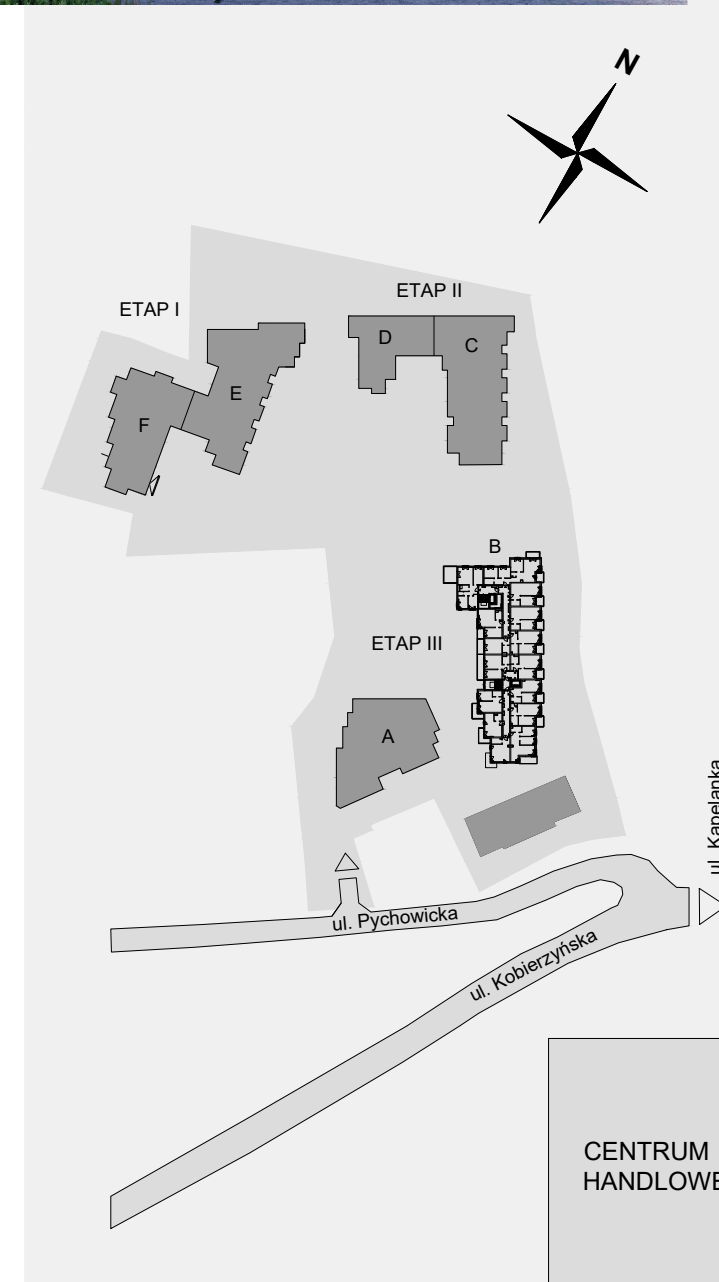 N
ETAP I
ETAP II
D
C
E
F
B
ETAP III
A
ul. Kapelanka
ul. Pychowicka
ul. Kobierzyńska
CENTRUM
HANDLOWE